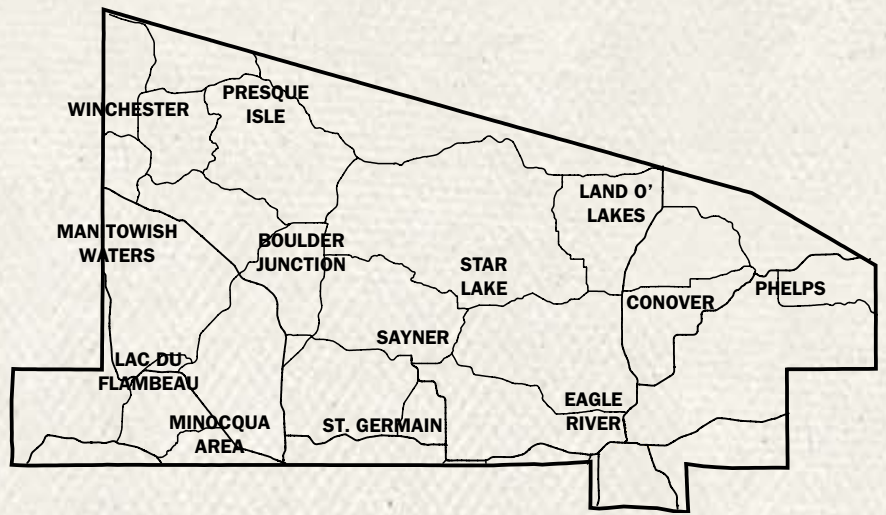 WINCHESTER
PRESQUE
ISLE
LAND O'
LAKES
MANITOWISH
WATERS
BOULDER
JUNCTION
STAR
LAKE
CONOVER
PHELPS
SAYNER
LAC DU
FLAMBEAU
MINOCQUA
AREA
ST. GERMAIN
EAGLE
RIVER